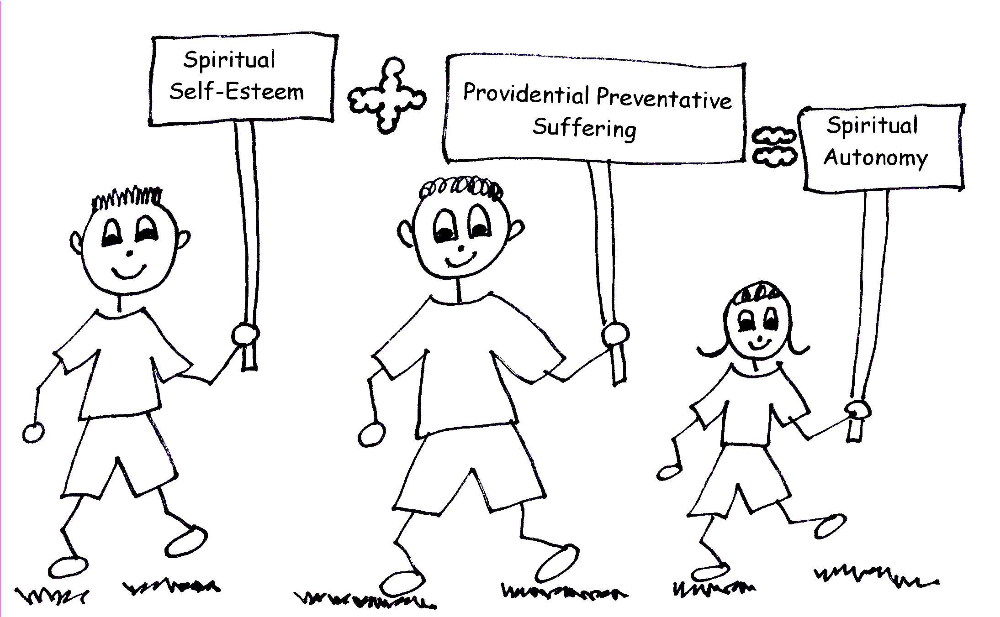 Spiritual
Self-Esteem
Providential Preventative
Suffering
Spiritual
Autonomy